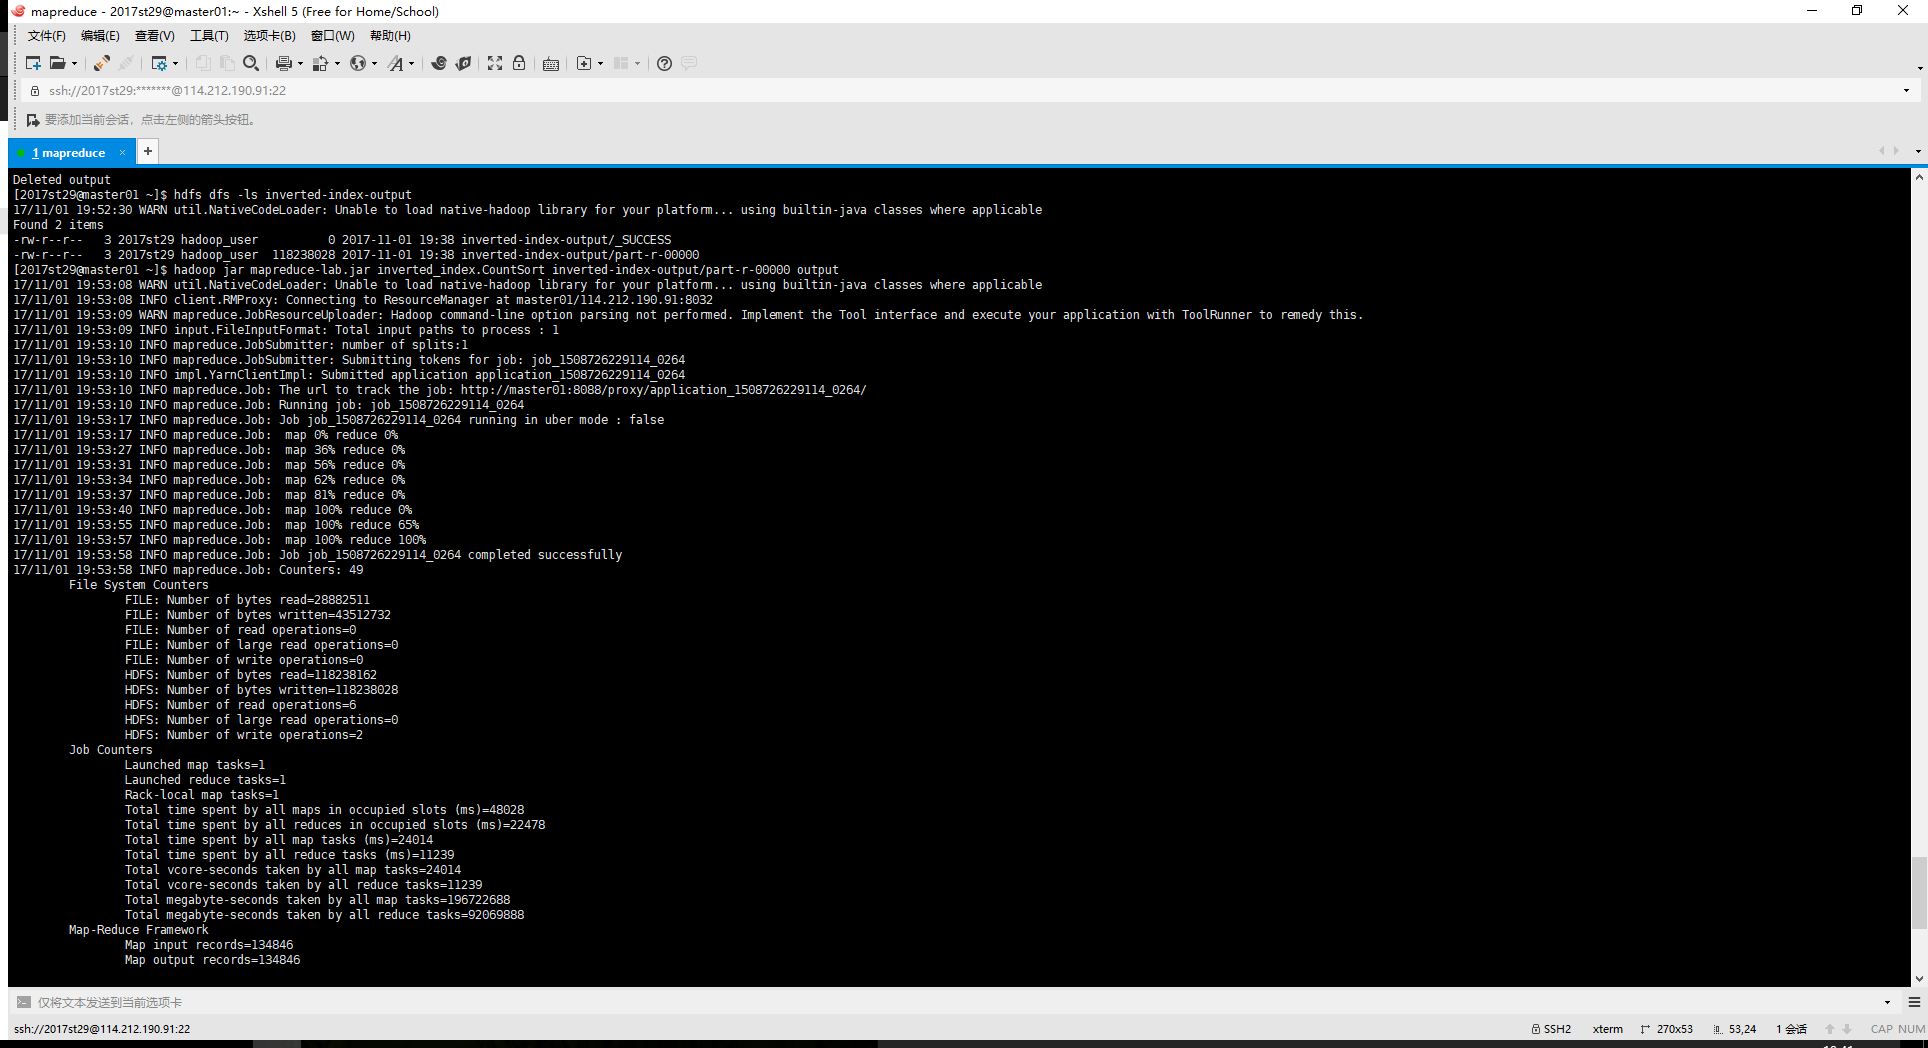 mapreduce - 2017st29@master01:~ - Xshell 5 (Free for Home/School)
文件(F) 编辑(E) 查看(V) 工具(T) 选项卡(B) 窗口(W) 帮助(H)
ssh://2017st29:*******@114.212.190.91:22
要添加当前会话，点击左侧的箭头按钮。
1 mapreduce × +
Deleted output
[2017st29@master01 ~]$ hdfs dfs -ls inverted-index-output
17/11/01 19:52:30 WARN util.NativeCodeLoader: Unable to load native-hadoop library for your platform... using builtin-java classes where applicable
Found 2 items
-rw-r--r--   3 2017st29 hadoop_user          0 2017-11-01 19:38 inverted-index-output/_SUCCESS
-rw-r--r--   3 2017st29 hadoop_user  118238028 2017-11-01 19:38 inverted-index-output/part-r-00000
[2017st29@master01 ~]$ hadoop jar mapreduce-lab.jar inverted_index.CountSort inverted-index-output/part-r-00000 output
17/11/01 19:53:08 WARN util.NativeCodeLoader: Unable to load native-hadoop library for your platform... using builtin-java classes where applicable
17/11/01 19:53:08 INFO client.RMProxy: Connecting to ResourceManager at master01/114.212.190.91:8032
17/11/01 19:53:09 WARN mapreduce.JobResourceUploader: Hadoop command-line option parsing not performed. Implement the Tool interface and execute your application with ToolRunner to remedy this.
17/11/01 19:53:09 INFO input.FileInputFormat: Total input paths to process : 1
17/11/01 19:53:10 INFO mapreduce.JobSubmitter: number of splits:1
17/11/01 19:53:10 INFO mapreduce.JobSubmitter: Submitting tokens for job: job_1508726229114_0264
17/11/01 19:53:10 INFO impl.YarnClientImpl: Submitted application application_1508726229114_0264
17/11/01 19:53:10 INFO mapreduce.Job: The url to track the job: http://master01:8088/proxy/application_1508726229114_0264/
17/11/01 19:53:10 INFO mapreduce.Job: Running job: job_1508726229114_0264
17/11/01 19:53:17 INFO mapreduce.Job: Job job_1508726229114_0264 running in uber mode : false
17/11/01 19:53:17 INFO mapreduce.Job:  map 0% reduce 0%
17/11/01 19:53:27 INFO mapreduce.Job:  map 36% reduce 0%
17/11/01 19:53:31 INFO mapreduce.Job:  map 56% reduce 0%
17/11/01 19:53:34 INFO mapreduce.Job:  map 62% reduce 0%
17/11/01 19:53:37 INFO mapreduce.Job:  map 81% reduce 0%
17/11/01 19:53:40 INFO mapreduce.Job:  map 100% reduce 0%
17/11/01 19:53:55 INFO mapreduce.Job:  map 100% reduce 65%
17/11/01 19:53:57 INFO mapreduce.Job:  map 100% reduce 100%
17/11/01 19:53:58 INFO mapreduce.Job: Job job_1508726229114_0264 completed successfully
17/11/01 19:53:58 INFO mapreduce.Job: Counters: 49
File System Counters
FILE: Number of bytes read=28882511
FILE: Number of bytes written=43512732
FILE: Number of read operations=0
FILE: Number of large read operations=0
FILE: Number of write operations=0
HDFS: Number of bytes read=118238162
HDFS: Number of bytes written=118238028
HDFS: Number of read operations=6
HDFS: Number of large read operations=0
HDFS: Number of write operations=2
Job Counters
Launched map tasks=1
Launched reduce tasks=1
Rack-local map tasks=1
Total time spent by all maps in occupied slots (ms)=48028
Total time spent by all reduces in occupied slots (ms)=22478
Total time spent by all map tasks (ms)=24014
Total time spent by all reduce tasks (ms)=11239
Total vcore-seconds taken by all map tasks=24014
Total vcore-seconds taken by all reduce tasks=11239
Total megabyte-seconds taken by all map tasks=196722688
Total megabyte-seconds taken by all reduce tasks=92069888
Map-Reduce Framework
Map input records=134846
Map output records=134846
仅将文本发送到当前选项卡
ssh://2017st29@114.212.190.91:22 SSH2 xterm 270x53 53,24 1 会话 CAP NUM